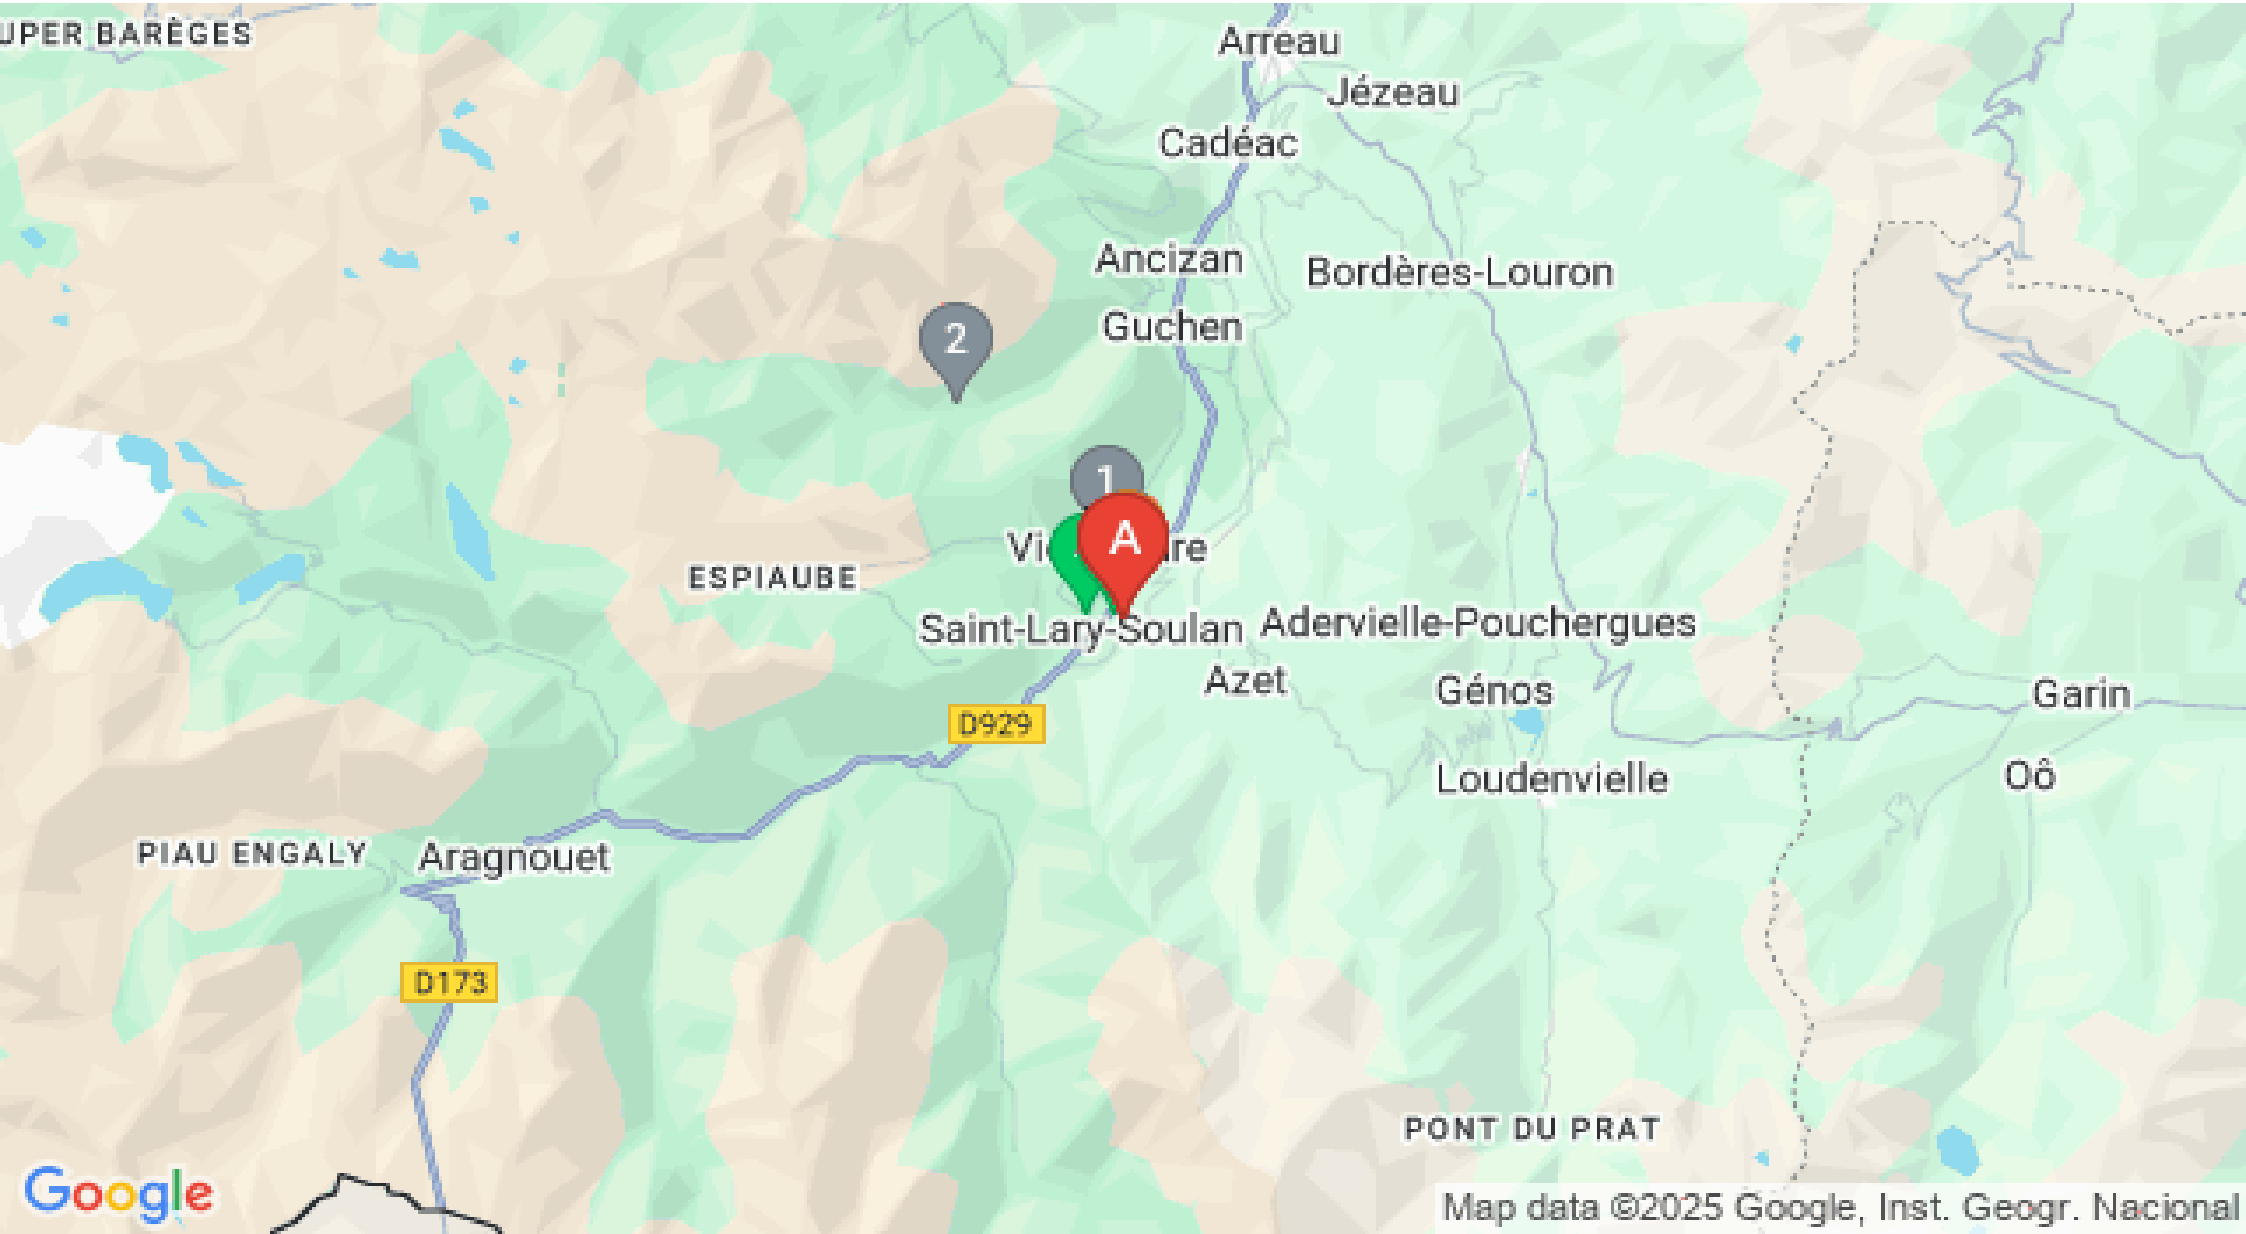 UPER BARÈGES
Arreau
Jézeau
Cadéac
Ancizan
Bordères-Louron
Guchen
2
1
A
ESPIAUBE
Saint-Lary-Soulan
Adervielle-Pouchergues
Azet
Génos
Garin
D929
Loudenvielle
Oô
PIAU ENGALY
Aragnouet
D173
PONT DU PRAT
Google
Map data ©2025 Google, Inst. Geogr. Nacional